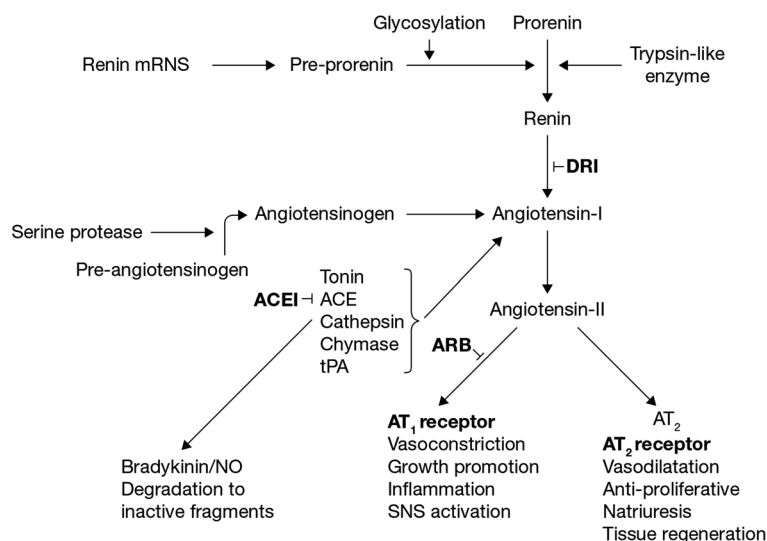 Glycosylation
Prorenin
Renin mRNS
Pre-prorenin
Trypsin-like
enzyme
Renin
DRI
Angiotensinogen
Angiotensin-I
Serine protease
Pre-angiotensinogen
Tonin
ACEI
ACE
Cathepsin
Chymase
tPA
Angiotensin-II
ARB
AT1 receptor
Vasoconstriction
Growth promotion
Inflammation
SNS activation
AT2
AT2 receptor
Vasodilatation
Anti-proliferative
Natriuresis
Tissue regeneration
Bradykinin/NO
Degradation to
inactive fragments